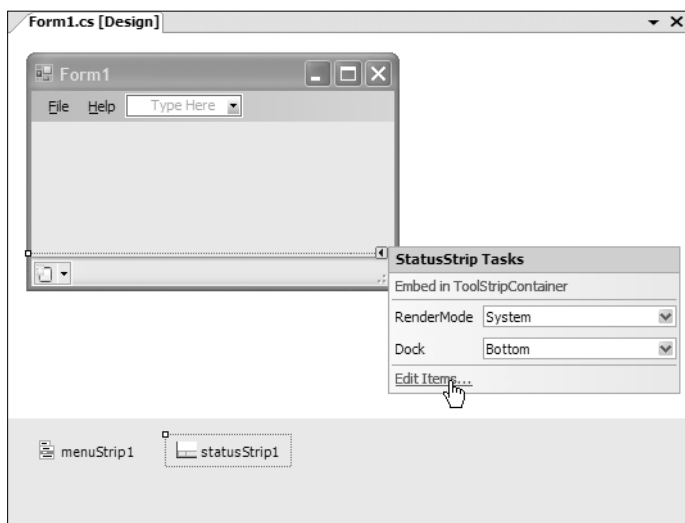 Form1.cs [Design]
Form1
File Help Type Here
StatusStrip Tasks
Embed in ToolStripContainer
RenderMode System
Dock Bottom
Edit Items...
menuStrip1 statusStrip1